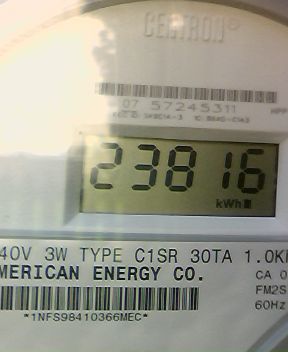 CENTRON®
07 57245311
23816
kWh
40V 3W TYPE C1SR 30TA 1.0K
MERICAN ENERGY CO.
CA 0
FM2S
60Hz
*1NFS98410366MEC*